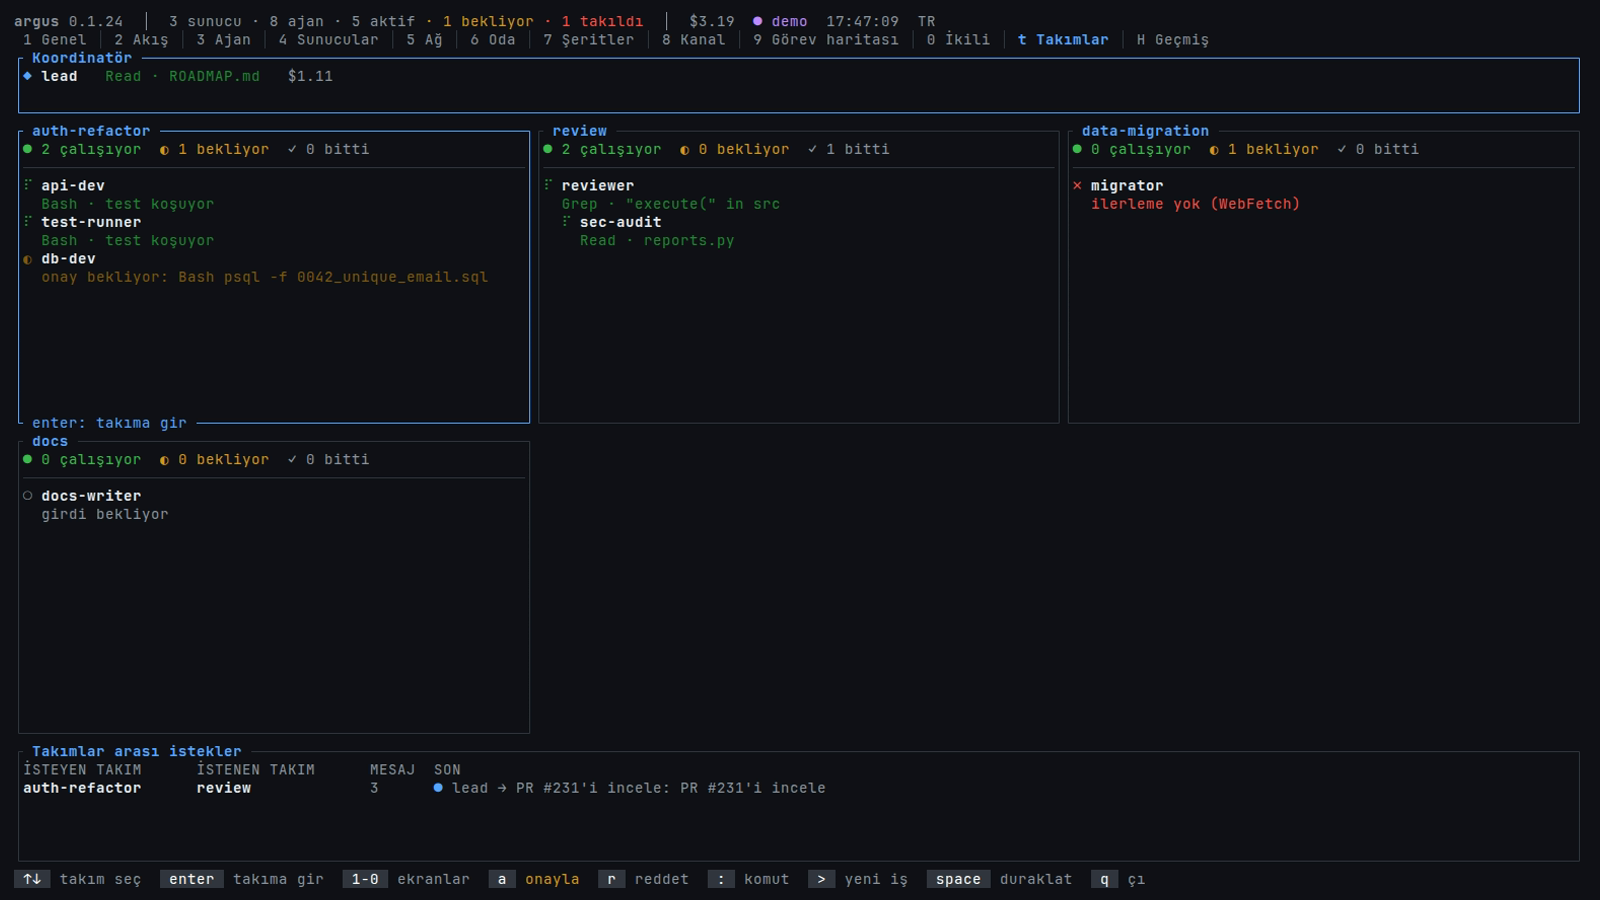 argus 0.1.24 │ 3 sunucu · 8 ajan · 5 aktif · 1 bekliyor · 1 takıldı │ $3.19 ● demo 17:47:09 TR
1 Genel │ 2 Akış │ 3 Ajan │ 4 Sunucular │ 5 Ağ │ 6 Oda │ 7 Şeritler │ 8 Kanal │ 9 Görev haritası │ 0 İkili │ t Takımlar │ H Geçmiş
Koordinatör
◆ lead Read · ROADMAP.md $1.11
auth-refactor
● 2 çalışıyor ◐ 1 bekliyor ✓ 0 bitti
api-dev
Bash · test koşuyor
test-runner
Bash · test koşuyor
◐ db-dev
onay bekliyor: Bash psql -f 0042_unique_email.sql
enter: takıma gir
review
● 2 çalışıyor ◐ 0 bekliyor ✓ 1 bitti
reviewer
Grep · "execute(" in src
sec-audit
Read · reports.py
data-migration
● 0 çalışıyor ◐ 1 bekliyor ✓ 0 bitti
✕ migrator
ilerleme yok (WebFetch)
docs
● 0 çalışıyor ◐ 0 bekliyor ✓ 0 bitti
○ docs-writer
girdi bekliyor
Takımlar arası istekler
İSTEYEN TAKIM İSTENEN TAKIM MESAJ SON
auth-refactor review 3 ● lead → PR #231'i incele: PR #231'i incele
↑↓ takım seç enter takıma gir 1-0 ekranlar a onayla r reddet : komut > yeni iş space duraklat q çı